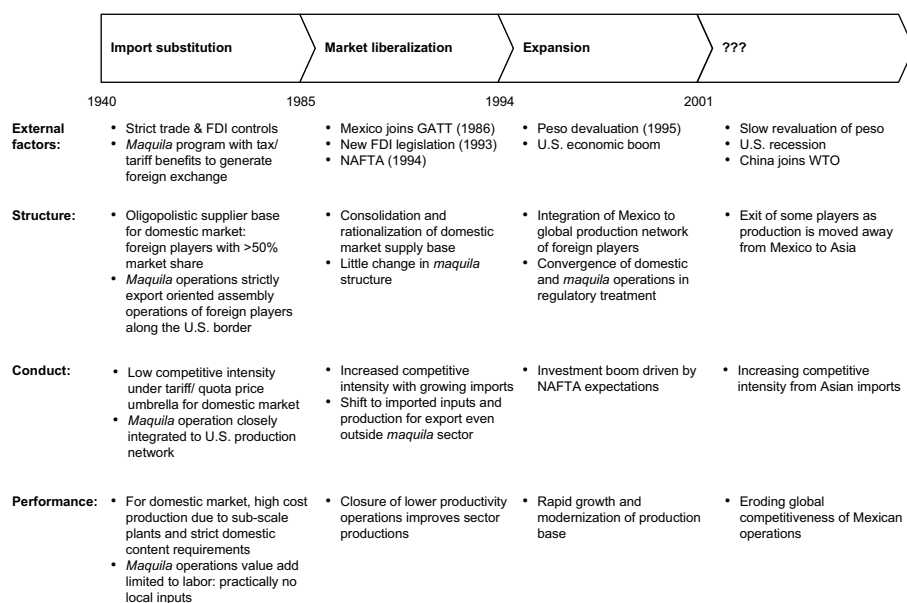 Import substitution
Market liberalization
Expansion
???
1940
1985
1994
2001
External
factors:
• Strict trade & FDI controls
• Maquila program with tax/
tariff benefits to generate
foreign exchange
• Mexico joins GATT (1986)
• New FDI legislation (1993)
• NAFTA (1994)
• Peso devaluation (1995)
• U.S. economic boom
• Slow revaluation of peso
• U.S. recession
• China joins WTO
Structure:
• Oligopolistic supplier base
for domestic market:
foreign players with >50%
market share
• Maquila operations strictly
export oriented assembly
operations of foreign players
along the U.S. border
• Consolidation and
rationalization of domestic
market supply base
• Little change in maquila
structure
• Integration of Mexico to
global production network
of foreign players
• Convergence of domestic
and maquila operations in
regulatory treatment
• Exit of some players as
production is moved away
from Mexico to Asia
Conduct:
• Low competitive intensity
under tariff/ quota price
umbrella for domestic market
• Maquila operation closely
integrated to U.S. production
network
• Increased competitive
intensity with growing imports
• Shift to imported inputs and
production for export even
outside maquila sector
• Investment boom driven by
NAFTA expectations
• Increasing competitive
intensity from Asian imports
Performance:
• For domestic market, high cost
production due to sub-scale
plants and strict domestic
content requirements
• Maquila operations value add
limited to labor: practically no
local inputs
• Closure of lower productivity
operations improves sector
productions
• Rapid growth and
modernization of production
base
• Eroding global
competitiveness of Mexican
operations